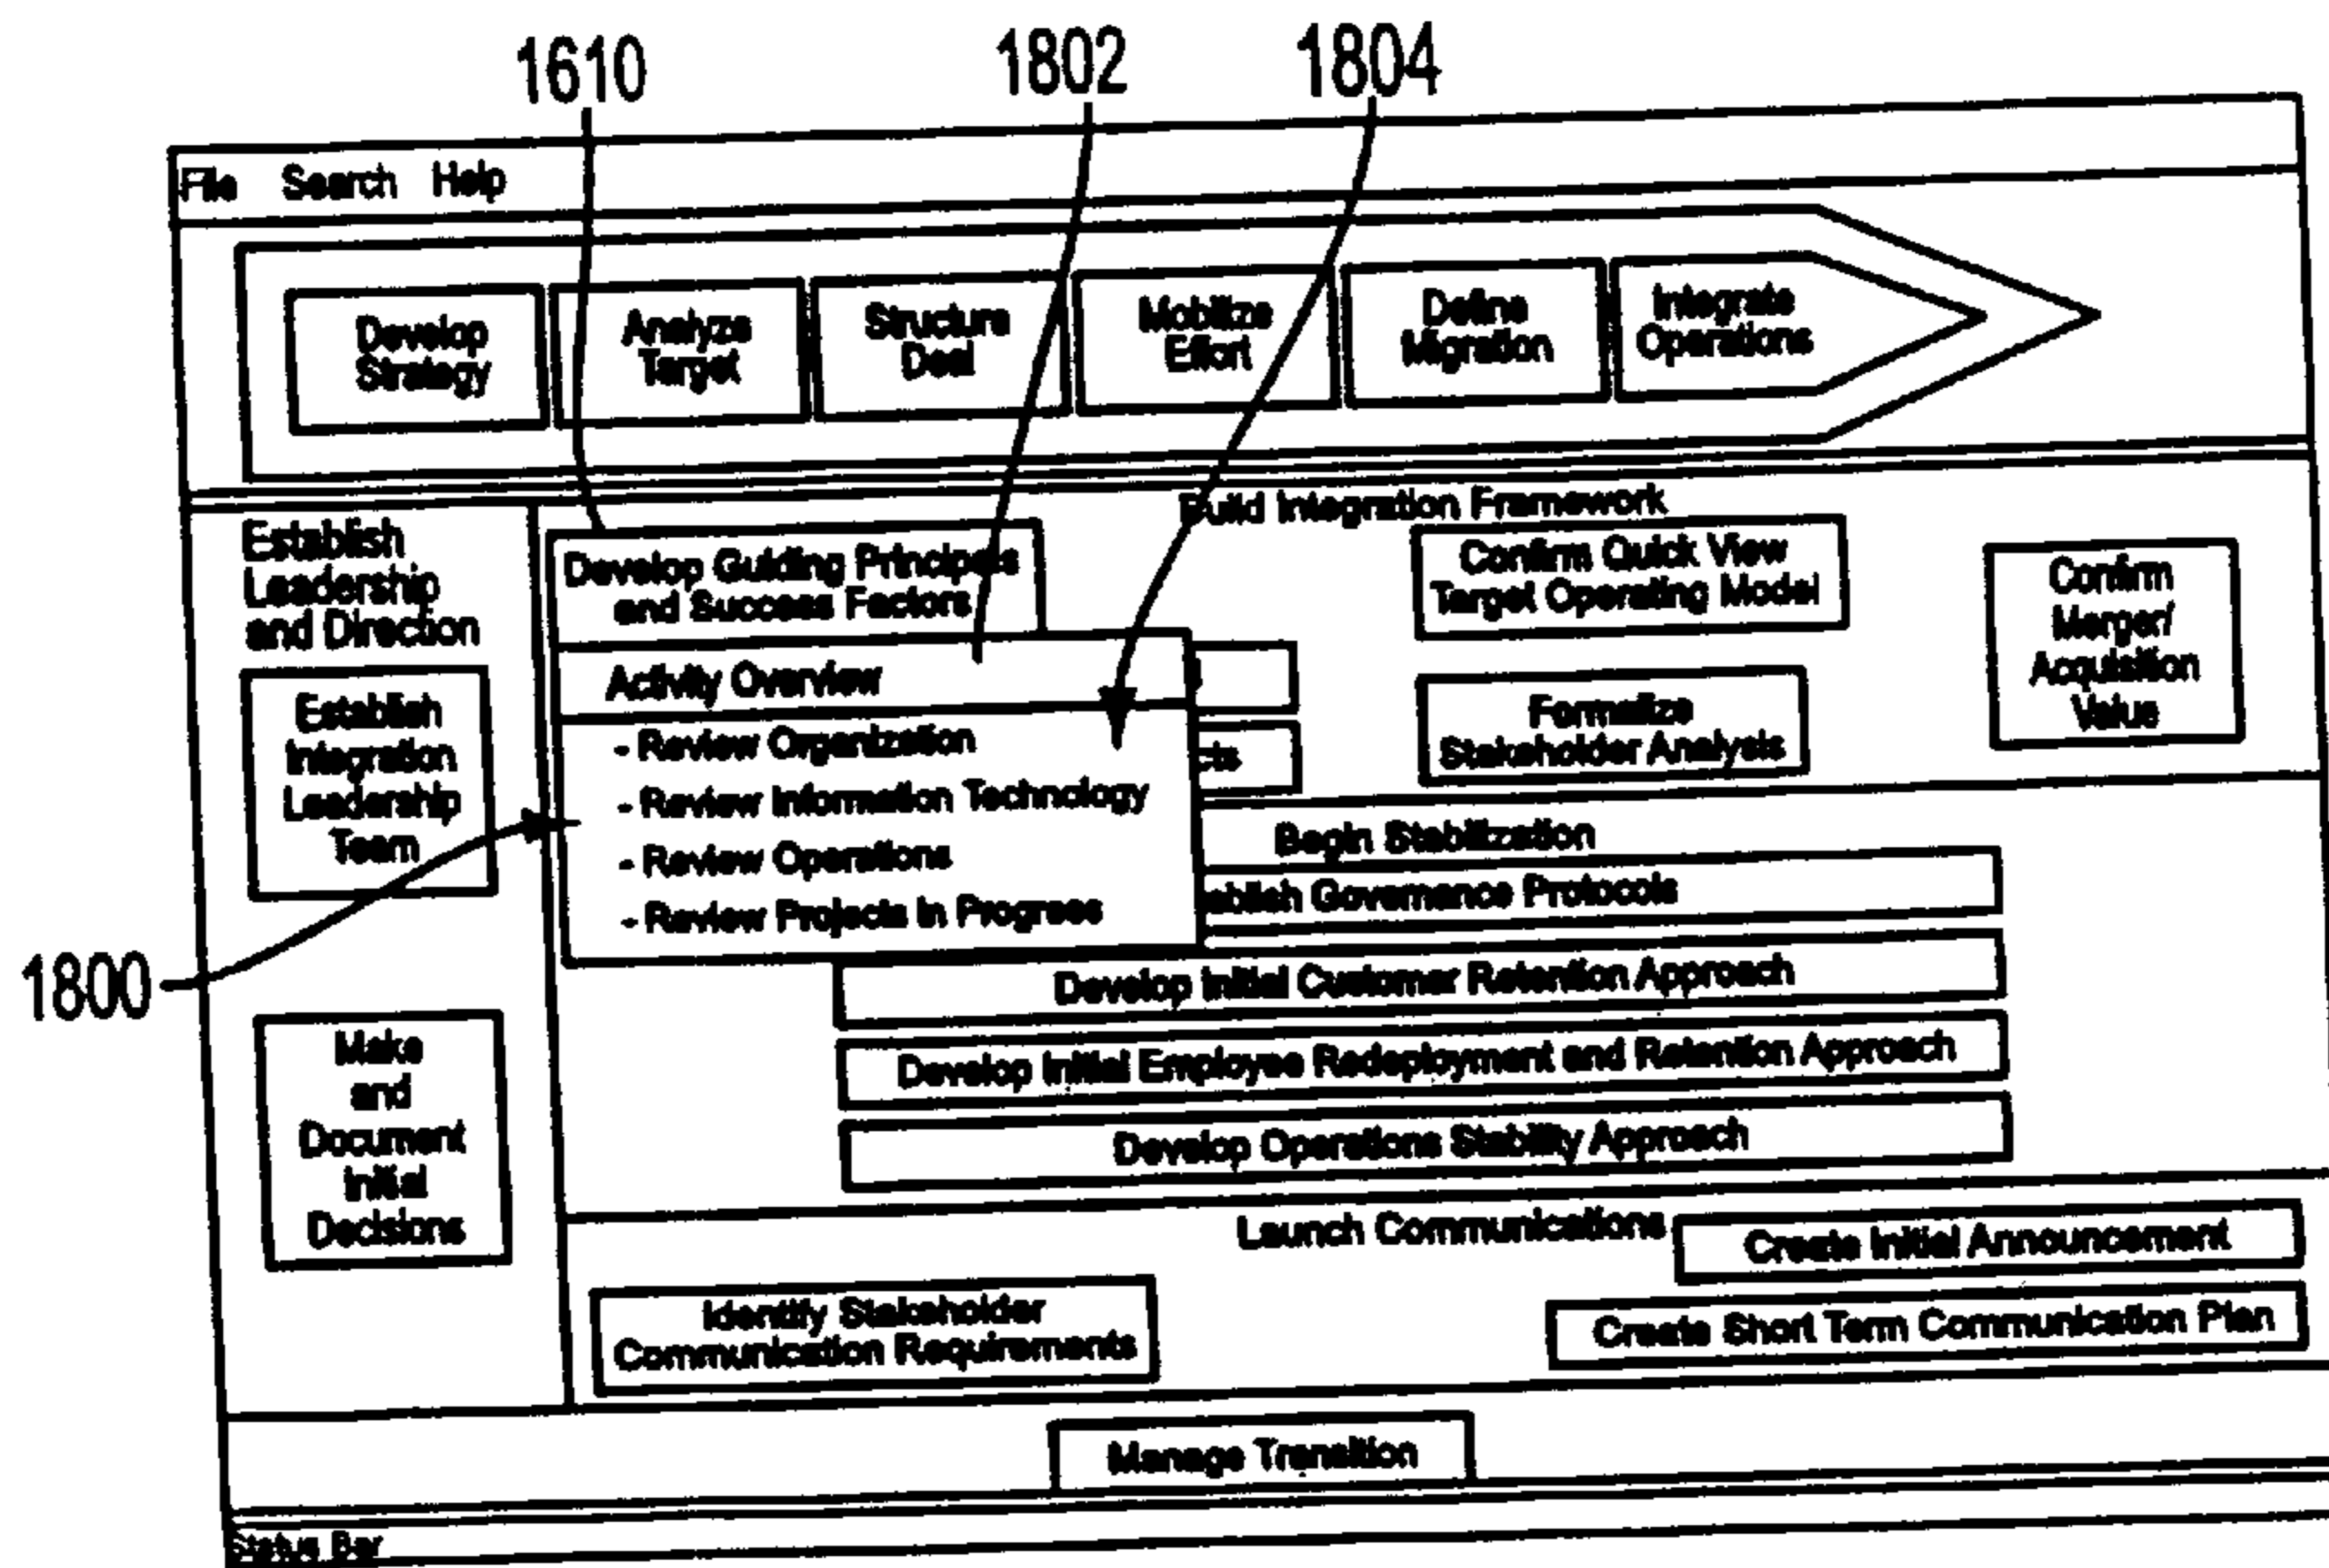 1610
1802
1804
File Search Help
Develop
Strategy
Analyze
Target
Structure
Deal
Mobilize
Effort
Define
Migration
Integrate
Operations
Build Integration Framework
Establish
Leadership
and Direction
Develop Guiding Principels
and Success Factors
Confirm Quick View
Target Operating Model
Confirm
Merger/
Acquisition
Value
Activity Overview
Establish
Integration
Leadership
Team
- Review Organization
- Review Information Technology
- Review Operations
- Review Projects In Progress
cts
Formalize
Stakeholder Analysis
Begin Stabilization
ablish Governance Protocols
1800
Develop Initial Customer Retention Approach
Develop Initial Employee Redeployment and Retention Approach
Develop Operations Stability Approach
Make
and
Document
Initial
Decisions
Launch Communications
Create Initial Announcement
Identify Stakeholder
Communication Requirements
Create Short Term Communication Plan
Manage Transition
Status Bar